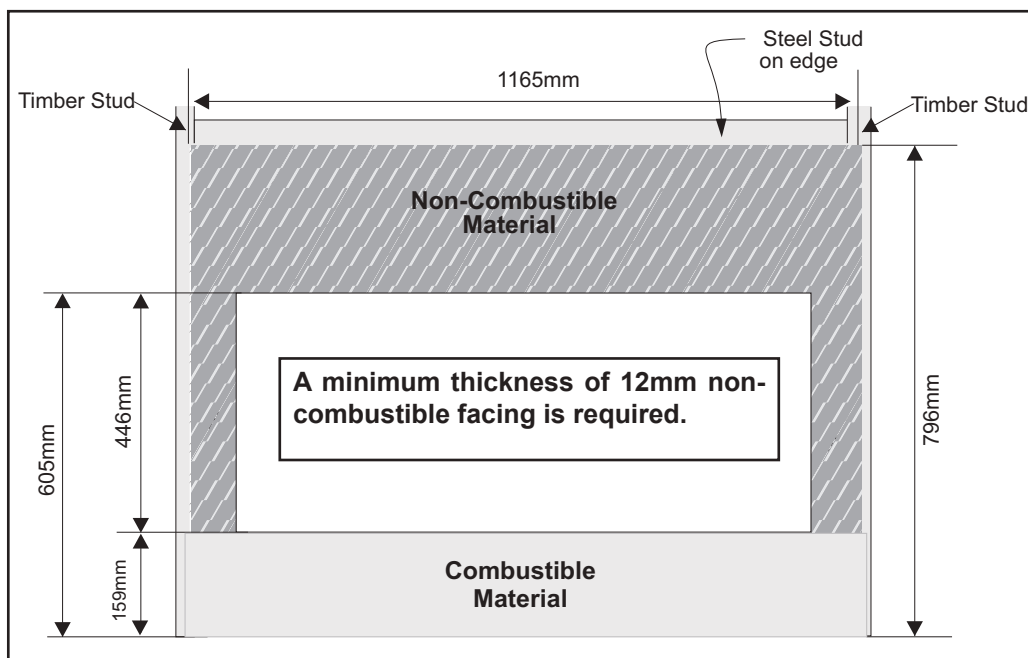 Steel Stud
on edge
1165mm
Timber Stud
Timber Stud
Non-Combustible
Material
A minimum thickness of 12mm non-
combustible facing is required.
605mm
446mm
796mm
159mm
Combustible
Material